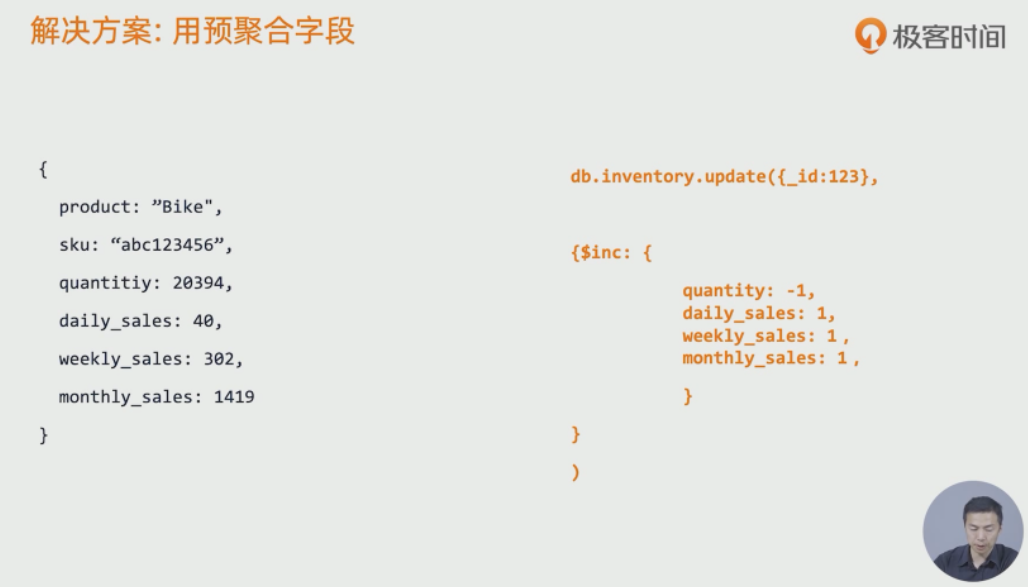 解决方案: 用预聚合字段
极客时间
{
product: ”Bike",
sku: “abc123456”,
quantitiy: 20394,
daily_sales: 40,
weekly_sales: 302,
monthly_sales: 1419
}
db.inventory.update({_id:123},
{$inc: {
quantity: -1,
daily_sales: 1,
weekly_sales: 1,
monthly_sales: 1,
}
}
)